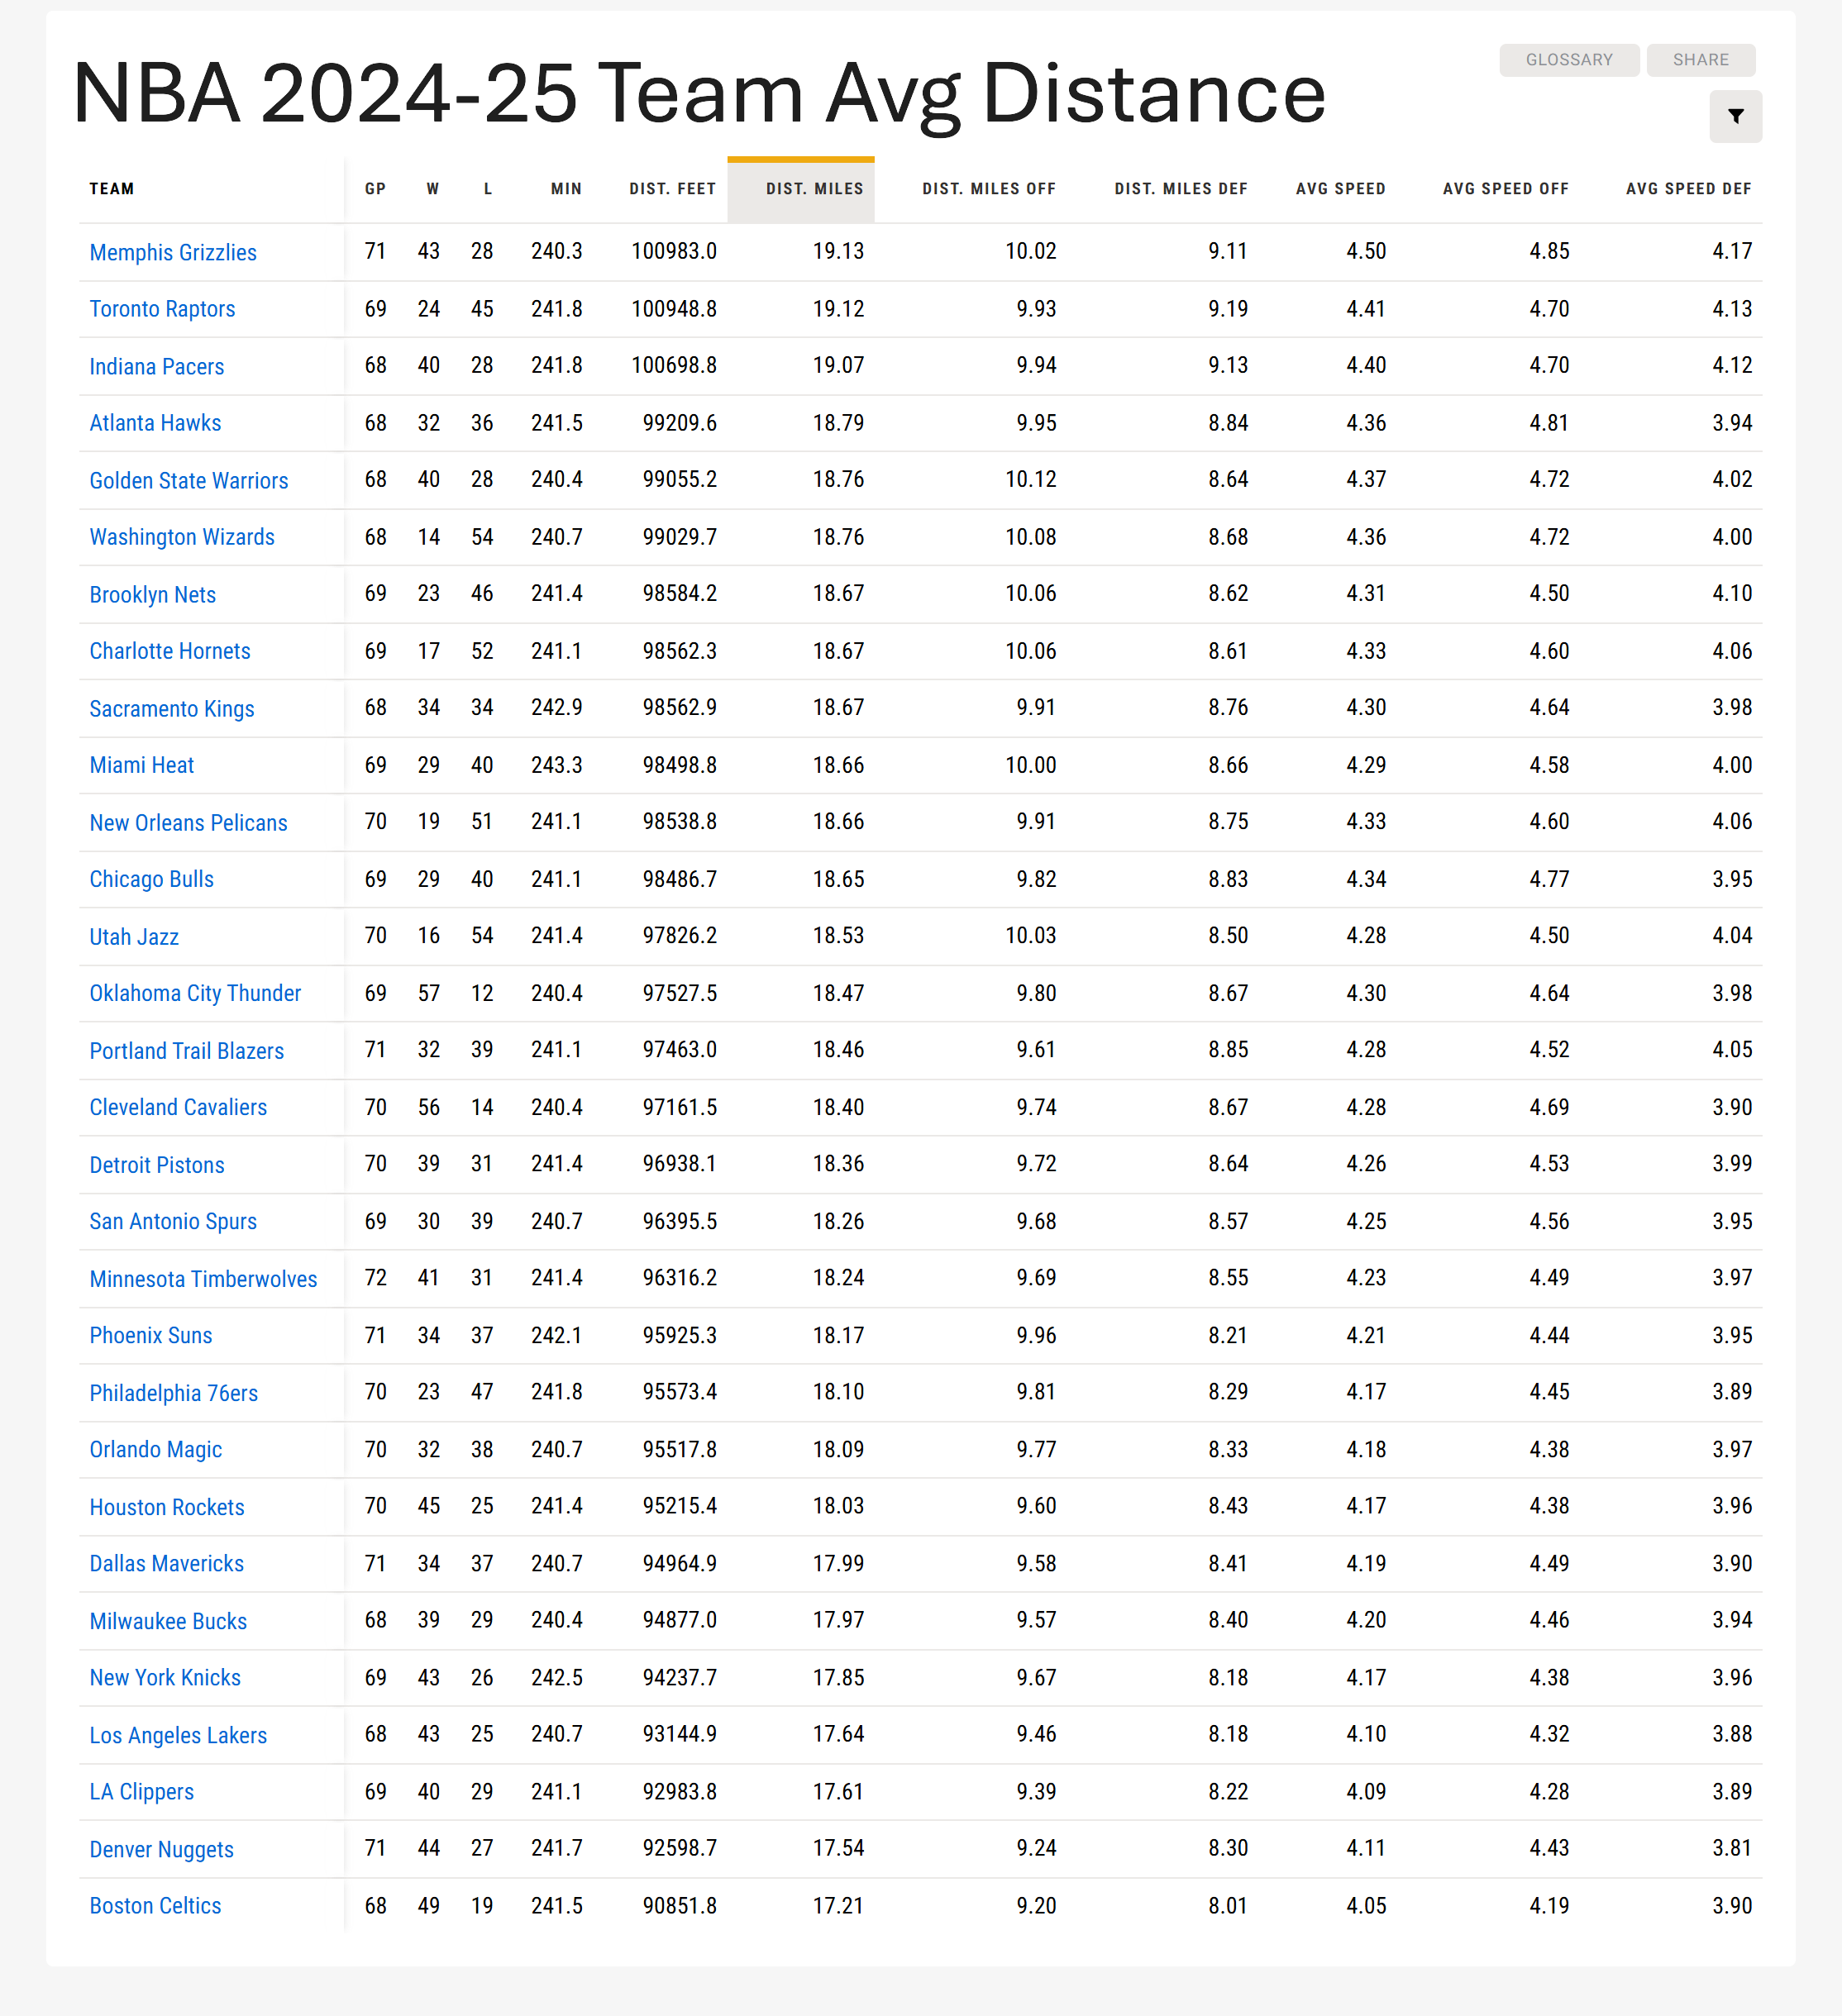 GLOSSARY SHARE
NBA 2024-25 Team Avg Distance
TEAM GP W L MIN DIST. FEET DIST. MILES DIST. MILES OFF DIST. MILES DEF AVG SPEED AVG SPEED OFF AVG SPEED DEF
Memphis Grizzlies 71 43 28 240.3 100983.0 19.13 10.02 9.11 4.50 4.85 4.17
Toronto Raptors 69 24 45 241.8 100948.8 19.12 9.93 9.19 4.41 4.70 4.13
Indiana Pacers 68 40 28 241.8 100698.8 19.07 9.94 9.13 4.40 4.70 4.12
Atlanta Hawks 68 32 36 241.5 99209.6 18.79 9.95 8.84 4.36 4.81 3.94
Golden State Warriors 68 40 28 240.4 99055.2 18.76 10.12 8.64 4.37 4.72 4.02
Washington Wizards 68 14 54 240.7 99029.7 18.76 10.08 8.68 4.36 4.72 4.00
Brooklyn Nets 69 23 46 241.4 98584.2 18.67 10.06 8.62 4.31 4.50 4.10
Charlotte Hornets 69 17 52 241.1 98562.3 18.67 10.06 8.61 4.33 4.60 4.06
Sacramento Kings 68 34 34 242.9 98562.9 18.67 9.91 8.76 4.30 4.64 3.98
Miami Heat 69 29 40 243.3 98498.8 18.66 10.00 8.66 4.29 4.58 4.00
New Orleans Pelicans 70 19 51 241.1 98538.8 18.66 9.91 8.75 4.33 4.60 4.06
Chicago Bulls 69 29 40 241.1 98486.7 18.65 9.82 8.83 4.34 4.77 3.95
Utah Jazz 70 16 54 241.4 97826.2 18.53 10.03 8.50 4.28 4.50 4.04
Oklahoma City Thunder 69 57 12 240.4 97527.5 18.47 9.80 8.67 4.30 4.64 3.98
Portland Trail Blazers 71 32 39 241.1 97463.0 18.46 9.61 8.85 4.28 4.52 4.05
Cleveland Cavaliers 70 56 14 240.4 97161.5 18.40 9.74 8.67 4.28 4.69 3.90
Detroit Pistons 70 39 31 241.4 96938.1 18.36 9.72 8.64 4.26 4.53 3.99
San Antonio Spurs 69 30 39 240.7 96395.5 18.26 9.68 8.57 4.25 4.56 3.95
Minnesota Timberwolves 72 41 31 241.4 96316.2 18.24 9.69 8.55 4.23 4.49 3.97
Phoenix Suns 71 34 37 242.1 95925.3 18.17 9.96 8.21 4.21 4.44 3.95
Philadelphia 76ers 70 23 47 241.8 95573.4 18.10 9.81 8.29 4.17 4.45 3.89
Orlando Magic 70 32 38 240.7 95517.8 18.09 9.77 8.33 4.18 4.38 3.97
Houston Rockets 70 45 25 241.4 95215.4 18.03 9.60 8.43 4.17 4.38 3.96
Dallas Mavericks 71 34 37 240.7 94964.9 17.99 9.58 8.41 4.19 4.49 3.90
Milwaukee Bucks 68 39 29 240.4 94877.0 17.97 9.57 8.40 4.20 4.46 3.94
New York Knicks 69 43 26 242.5 94237.7 17.85 9.67 8.18 4.17 4.38 3.96
Los Angeles Lakers 68 43 25 240.7 93144.9 17.64 9.46 8.18 4.10 4.32 3.88
LA Clippers 69 40 29 241.1 92983.8 17.61 9.39 8.22 4.09 4.28 3.89
Denver Nuggets 71 44 27 241.7 92598.7 17.54 9.24 8.30 4.11 4.43 3.81
Boston Celtics 68 49 19 241.5 90851.8 17.21 9.20 8.01 4.05 4.19 3.90